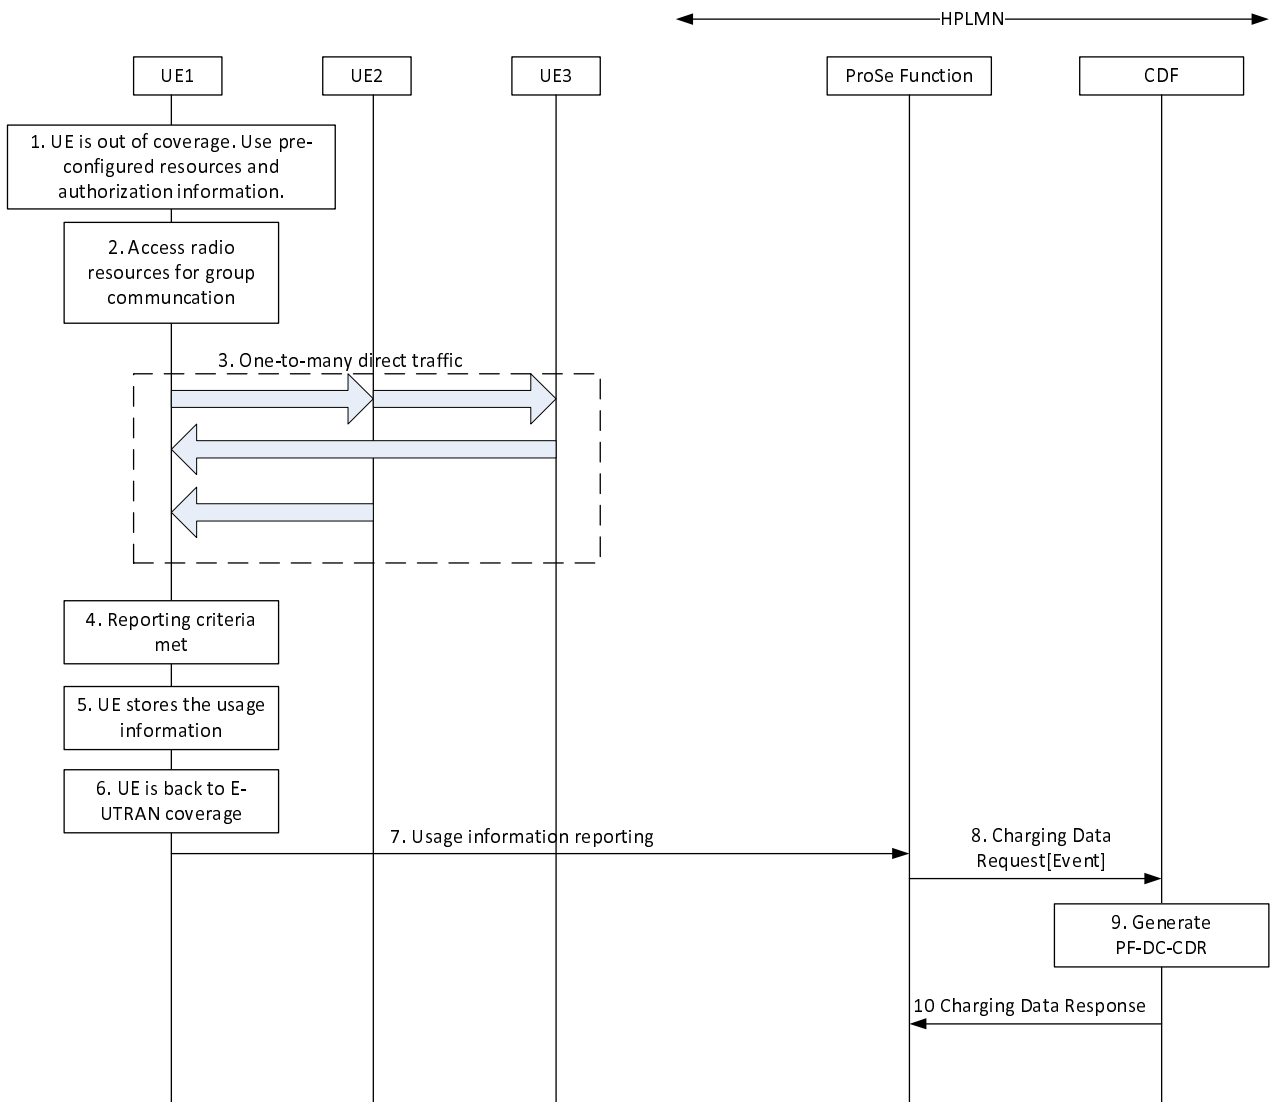 HPLMN
UE1
UE2
UE3
ProSe Function
CDF
1. UE is out of coverage. Use pre-
configured resources and
authorization information.
2. Access radio
resources for group
communcation
3. One-to-many direct traffic
4. Reporting criteria
met
5. UE stores the usage
information
6. UE is back to E-
UTRAN coverage
7. Usage information reporting
8. Charging Data
Request[Event]
9. Generate
PF-DC-CDR
10 Charging Data Response